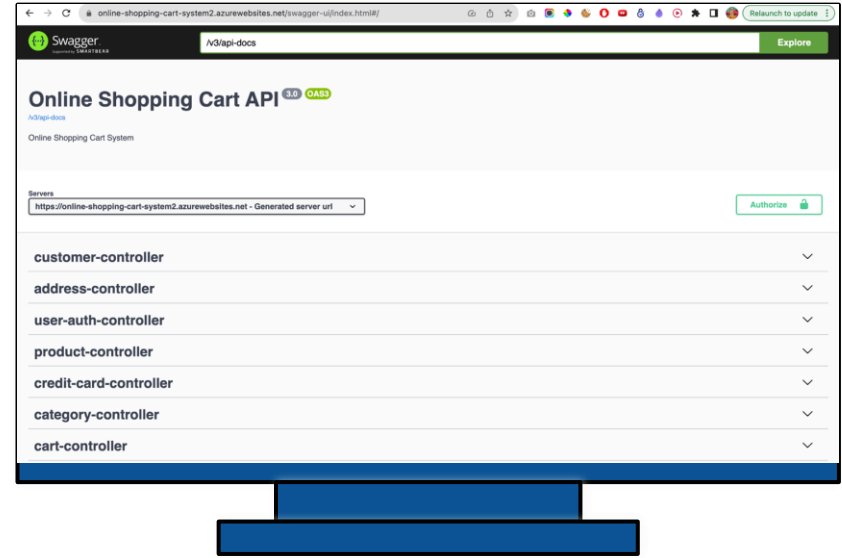 online-shopping-cart-system2.azurewebsites.net/swagger-ui/index.html#/
Relaunch to update
Swagger.
Supported by SMARTBEAR
/v3/api-docs
Explore
Online Shopping Cart API 3.0 OAS3
/v3/api-docs
Online Shopping Cart System
Servers
https://online-shopping-cart-system2.azurewebsites.net - Generated server url
Authorize
customer-controller
address-controller
user-auth-controller
product-controller
credit-card-controller
category-controller
cart-controller